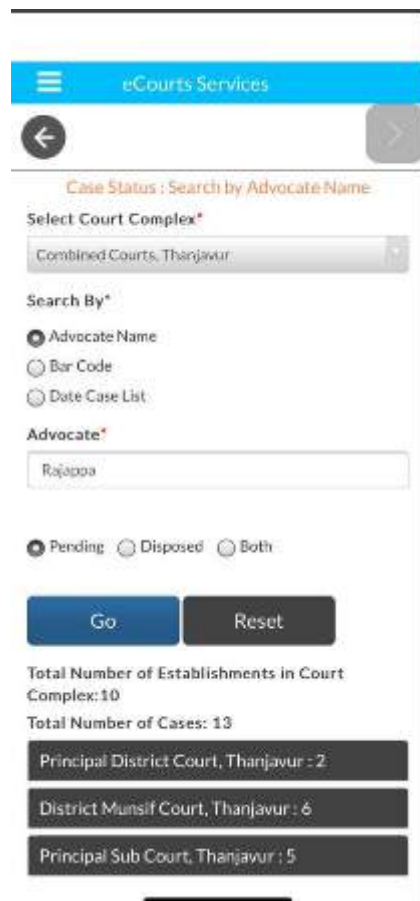 eCourts Services
Case Status : Search by Advocate Name
Select Court Complex*
Combined Courts, Thanjavur
Search By*
Advocate Name
Bar Code
Date Case List
Advocate*
Rajappa
Pending Disposed Both
Go Reset
Total Number of Establishments in Court
Complex:10
Total Number of Cases: 13
Principal District Court, Thanjavur : 2
District Munsif Court, Thanjavur : 6
Principal Sub Court, Thanjavur : 5